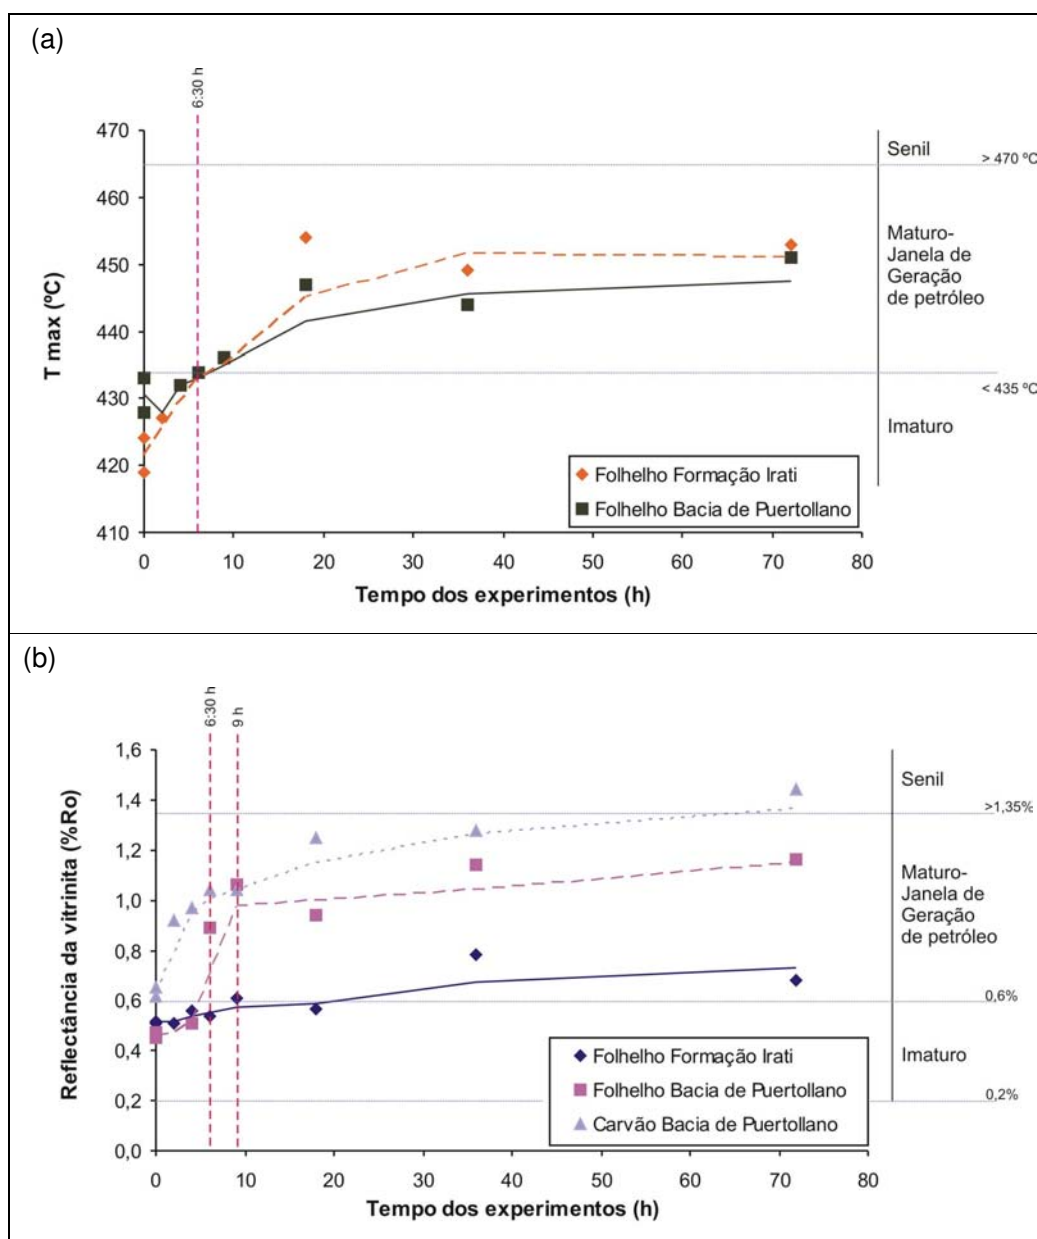 (a)
6:30 h
470
460
450
440
430
420
410
T max (ºC)
0 10 20 30 40 50 60 70 80
Tempo dos experimentos (h)
Senil
> 470 ºC
Maturo-
Janela de
Geração
de petróleo
< 435 ºC
Imaturo
Folhelho Formação Irati
Folhelho Bacia de Puertollano
(b)
6:30 h
9 h
1,6
1,4
1,2
1,0
0,8
0,6
0,4
0,2
0,0
Reflectância da vitrinita (%Ro)
0 10 20 30 40 50 60 70 80
Tempo dos experimentos (h)
Senil
>1,35%
Maturo-
Janela de
Geração
de petróleo
0,6%
Imaturo
0,2%
Folhelho Formação Irati
Folhelho Bacia de Puertollano
Carvão Bacia de Puertollano